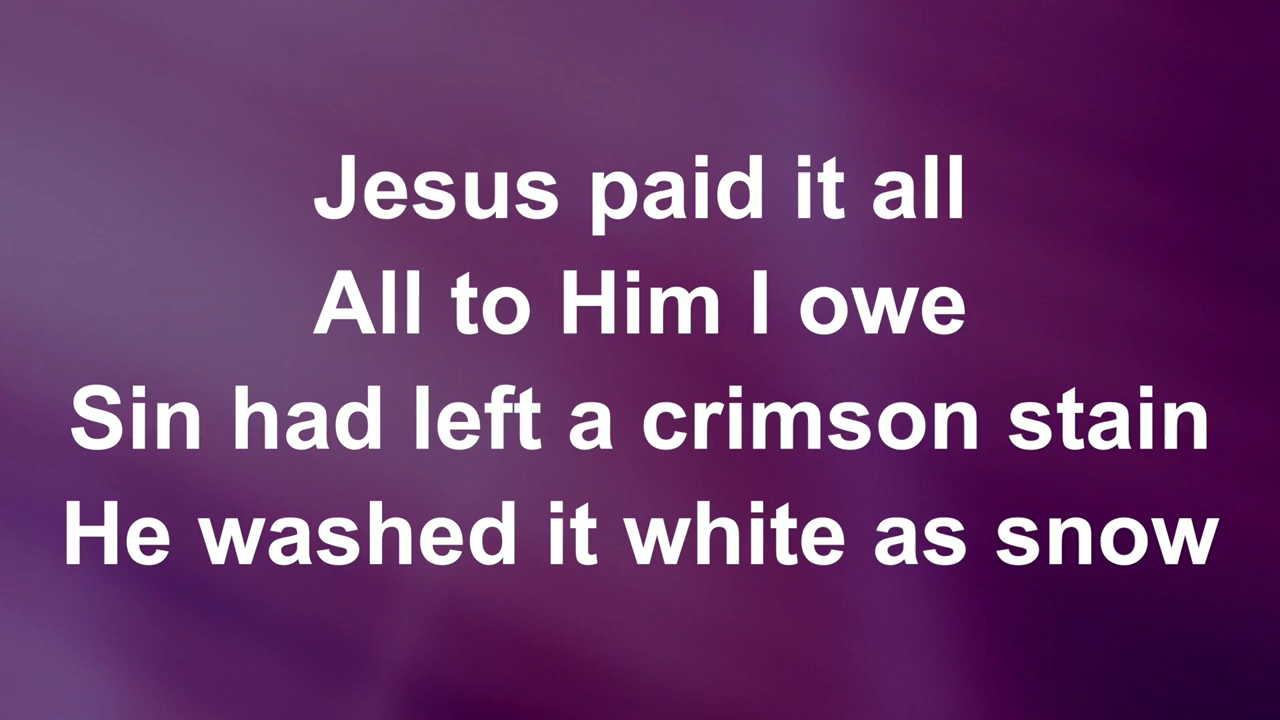 Jesus paid it all
All to Him I owe
Sin had left a crimson stain
He washed it white as snow